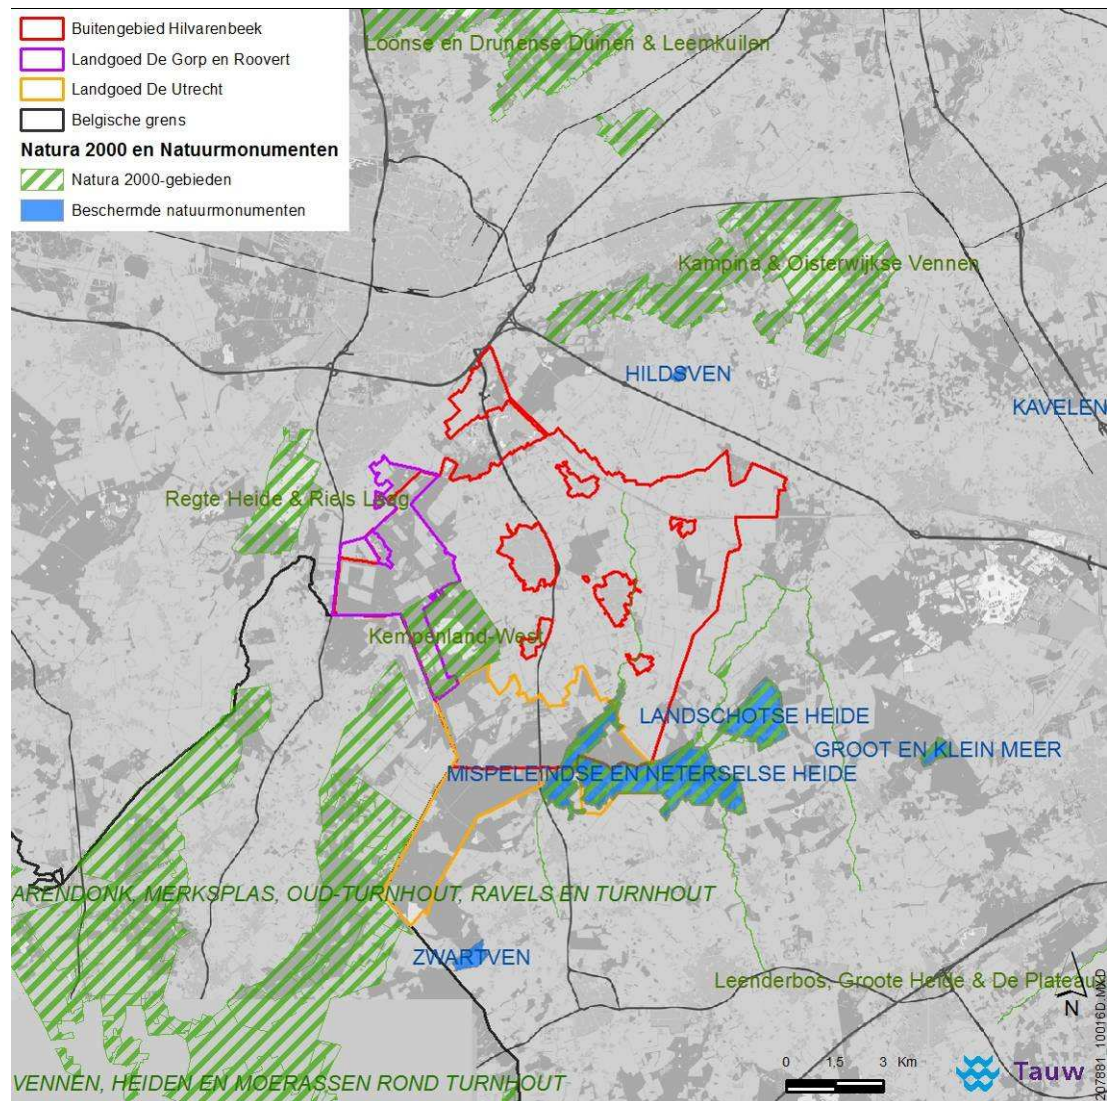 Buitengebied Hilvarenbeek
Landgoed De Gorp en Roovert
Landgoed De Utrecht
Belgische grens
Natura 2000 en Natuurmonumenten
Natura 2000-gebieden
Beschermde natuurmonumenten
Loonse en Drunense Duinen & Leemkuilen
Kampina & Oisterwijkse Vennen
HILDSVEN
KAVELEN
Regte Heide & Riels Laag
Kempenland-West
LANDSCHOTSE HEIDE
GROOT EN KLEIN MEER
MISPELEINDSE EN NETERSELSE HEIDE
ARENDONK, MERKSPLAS, OUD-TURNHOUT, RAVELS EN TURNHOUT
ZWARTVEN
Leenderbos, Groote Heide & De Plateaux
N
0 1,5 3 Km
Tauw
207881 10016D.MXD
VENNEN, HEIDEN EN MOERASSEN ROND TURNHOUT